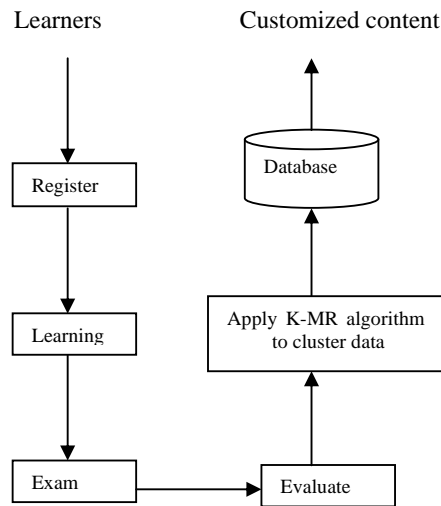 Learners
Customized content
Register
Database
Learning
Apply K-MR algorithm
to cluster data
Exam
Evaluate